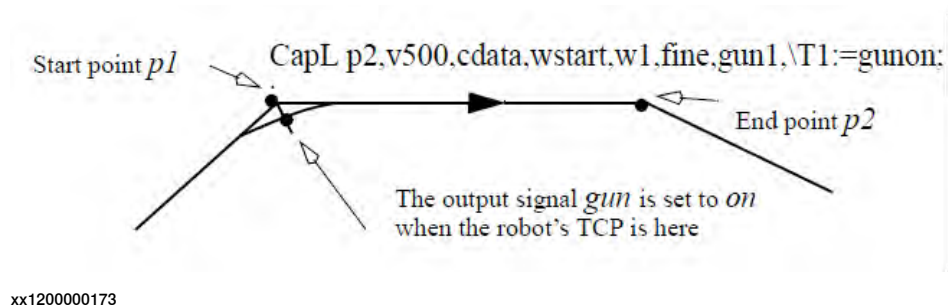 CapL p2,v500,cdata,wstart,w1,fine,gun1,\T1:=gunon;
Start point p1
End point p2
The output signal gun is set to on
when the robot's TCP is here
xx1200000173